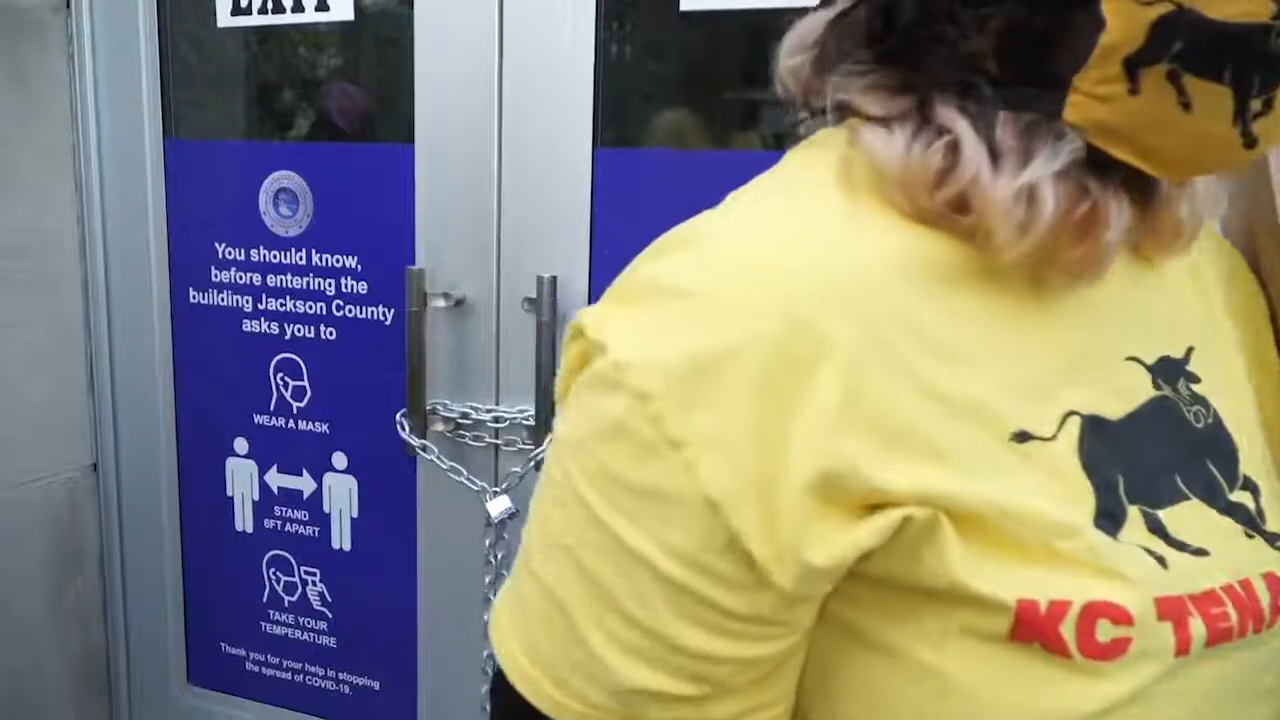 EXIT
You should know,
before entering the
building Jackson County
asks you to
WEAR A MASK
STAND
6FT APART
TAKE YOUR
TEMPERATURE
Thank you for your help in stopping
the spread of COVID-19.
KC TENA